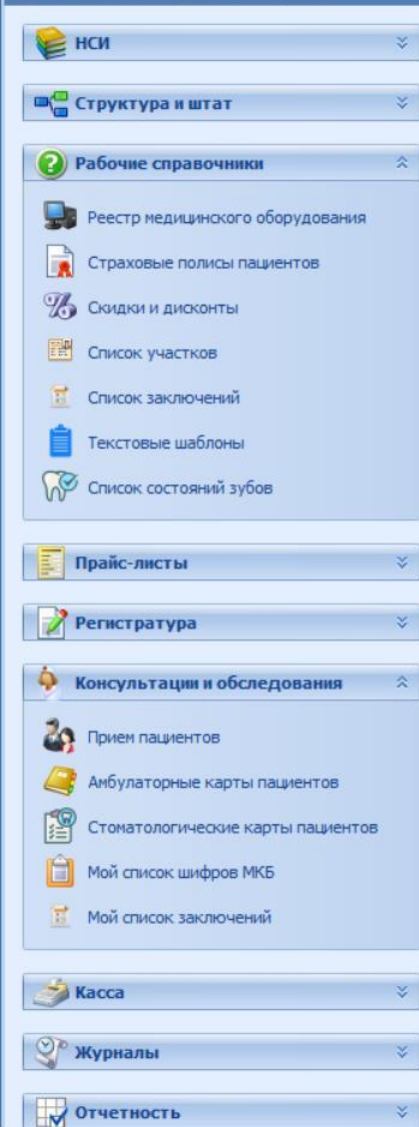 НСИ
Структура и штат
Рабочие справочники
Реестр медицинского оборудования
Страховые полисы пациентов
Скидки и дисконты
Список участков
Список заключений
Текстовые шаблоны
Список состояний зубов
Прайс-листы
Регистратура
Консультации и обследования
Прием пациентов
Амбулаторные карты пациентов
Стоматологические карты пациентов
Мой список шифров МКБ
Мой список заключений
Касса
Журналы
Отчетность